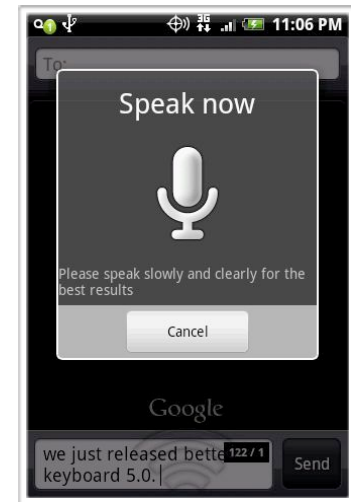 3G 11:06 PM
To:
Speak now
Please speak slowly and clearly for the
best results
Cancel
Google
we just released bette 122 / 1
keyboard 5.0.
Send